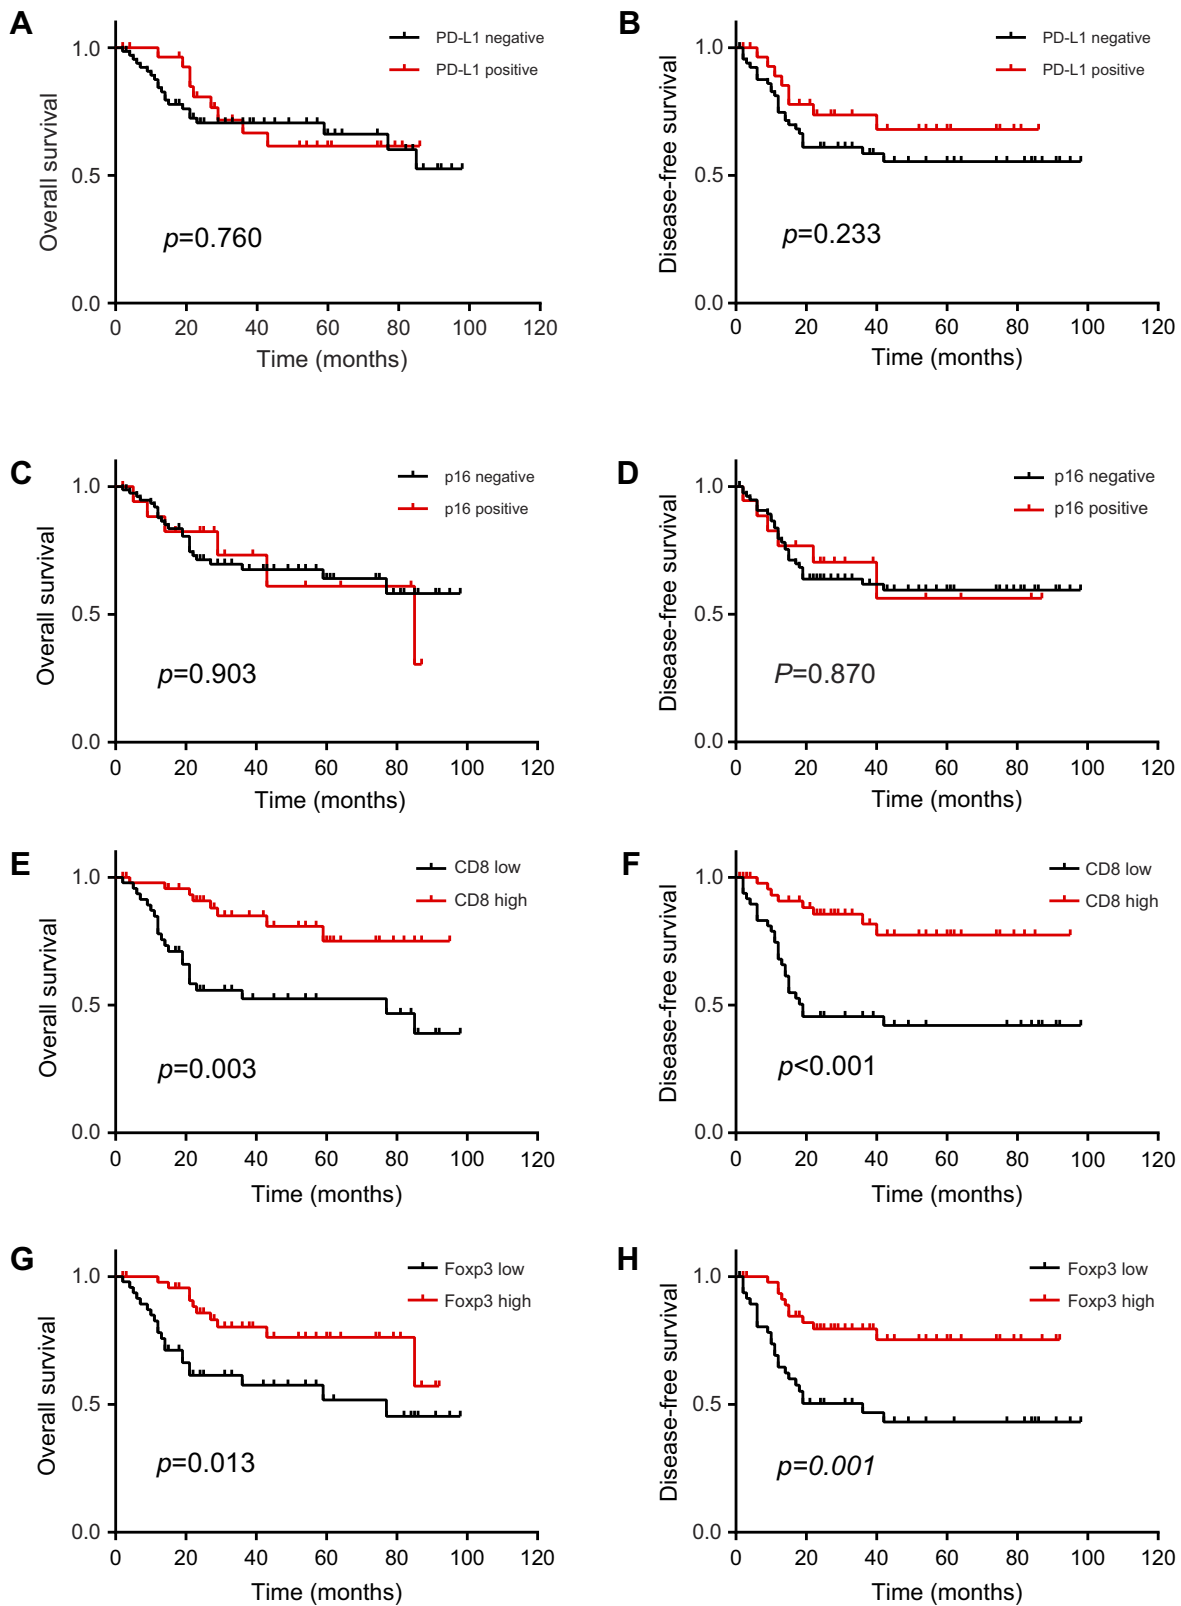 A
PD-L1 negative
PD-L1 positive
1.0
0.5
0.0
Overall survival
p=0.760
0 20 40 60 80 100 120
Time (months)
B
PD-L1 negative
PD-L1 positive
1.0
0.5
0.0
Disease-free survival
p=0.233
0 20 40 60 80 100 120
Time (months)
C
p16 negative
p16 positive
1.0
0.5
0.0
Overall survival
p=0.903
0 20 40 60 80 100 120
Time (months)
D
p16 negative
p16 positive
1.0
0.5
0.0
Disease-free survival
P=0.870
0 20 40 60 80 100 120
Time (months)
E
CD8 low
CD8 high
1.0
0.5
0.0
Overall survival
p=0.003
0 20 40 60 80 100 120
Time (months)
F
CD8 low
CD8 high
1.0
0.5
0.0
Disease-free survival
p<0.001
0 20 40 60 80 100 120
Time (months)
G
Foxp3 low
Foxp3 high
1.0
0.5
0.0
Overall survival
p=0.013
0 20 40 60 80 100 120
Time (months)
H
Foxp3 low
Foxp3 high
1.0
0.5
0.0
Disease-free survival
p=0.001
0 20 40 60 80 100 120
Time (months)